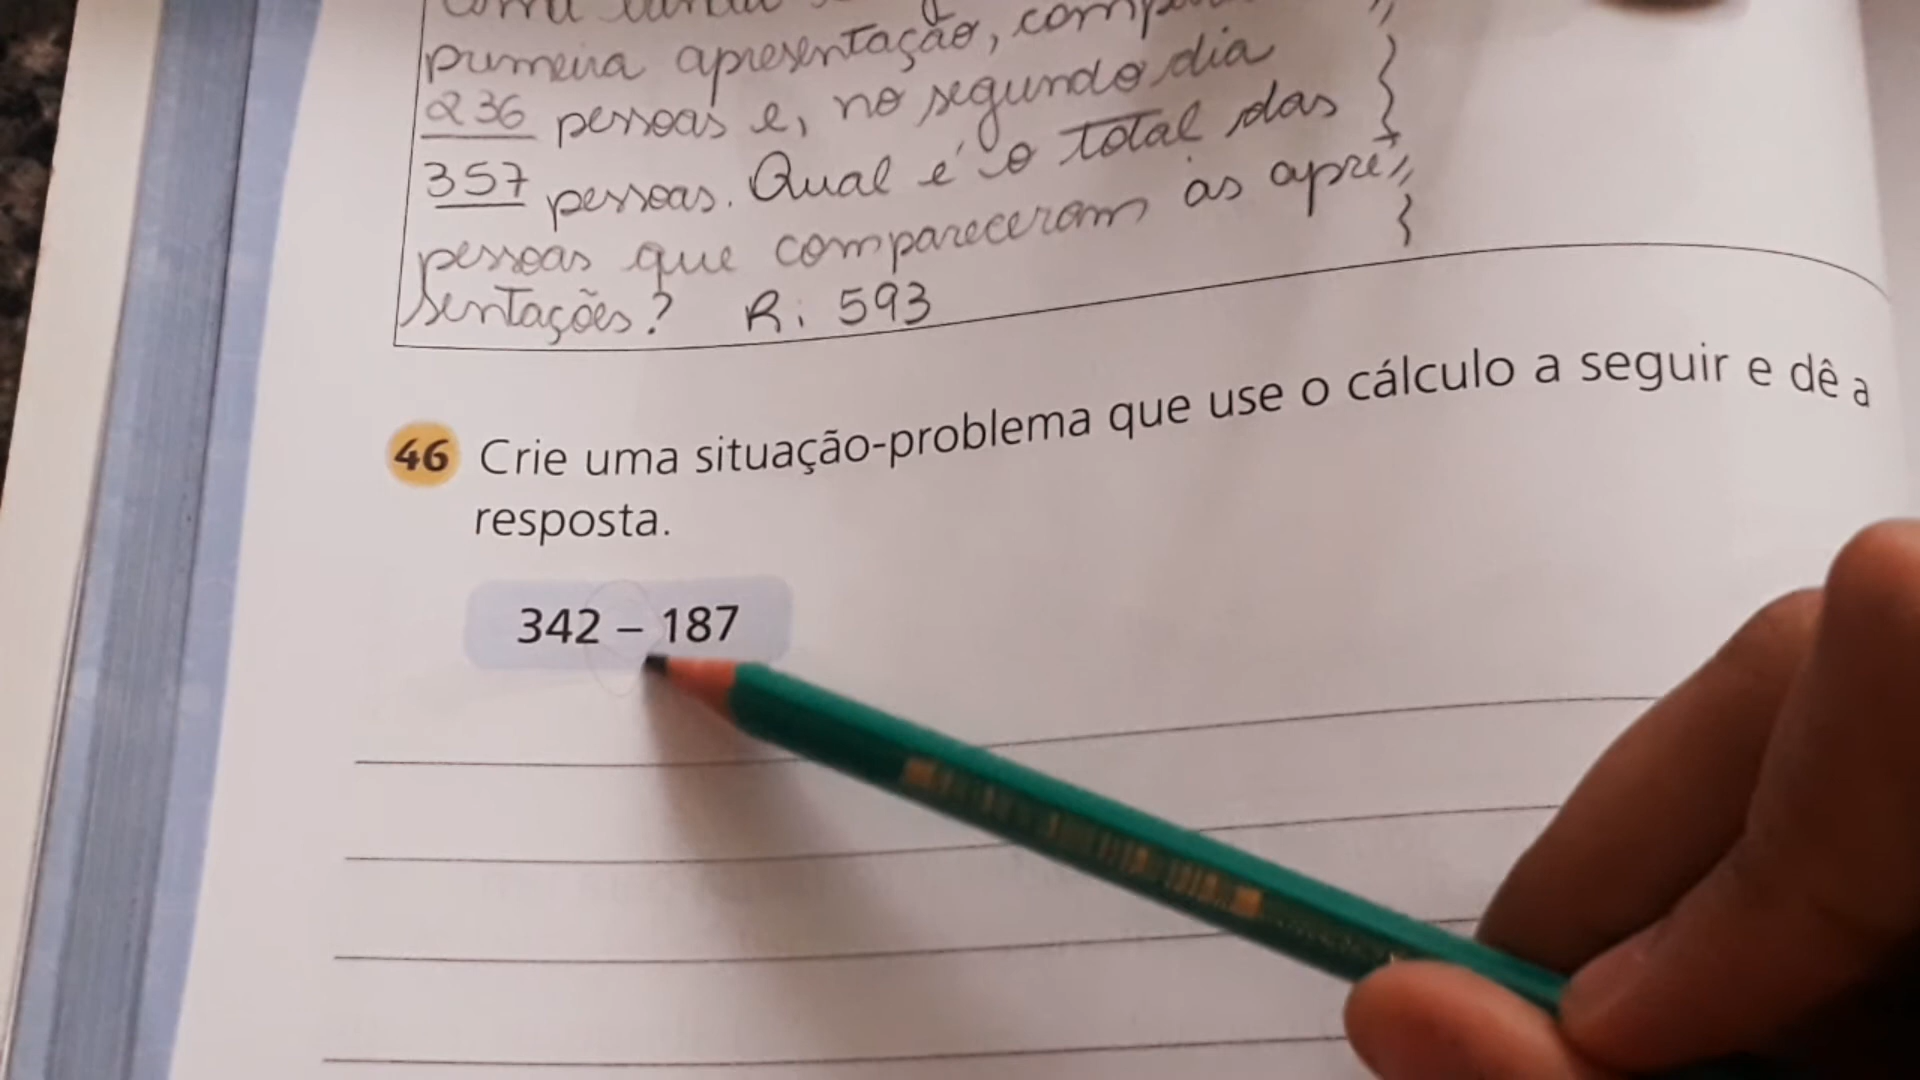 primeira apresentação,
236 pessoas e, no segundo dia
357 pessoas. Qual é o total das
pessoas que compareceram às apre
sentações? R: 593
46 Crie uma situação-problema que use o cálculo a seguir e dê a
resposta.
342 – 187